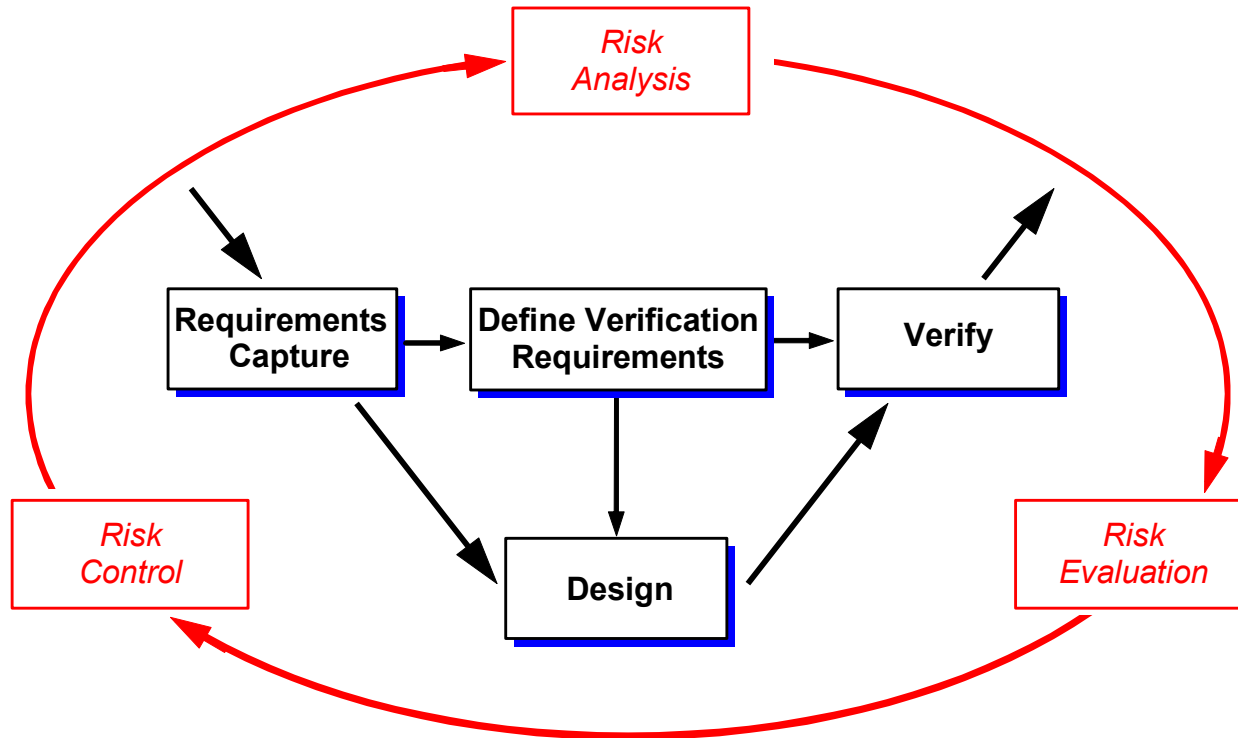 Risk
Analysis
Requirements
Capture
Define Verification
Requirements
Verify
Risk
Control
Design
Risk
Evaluation